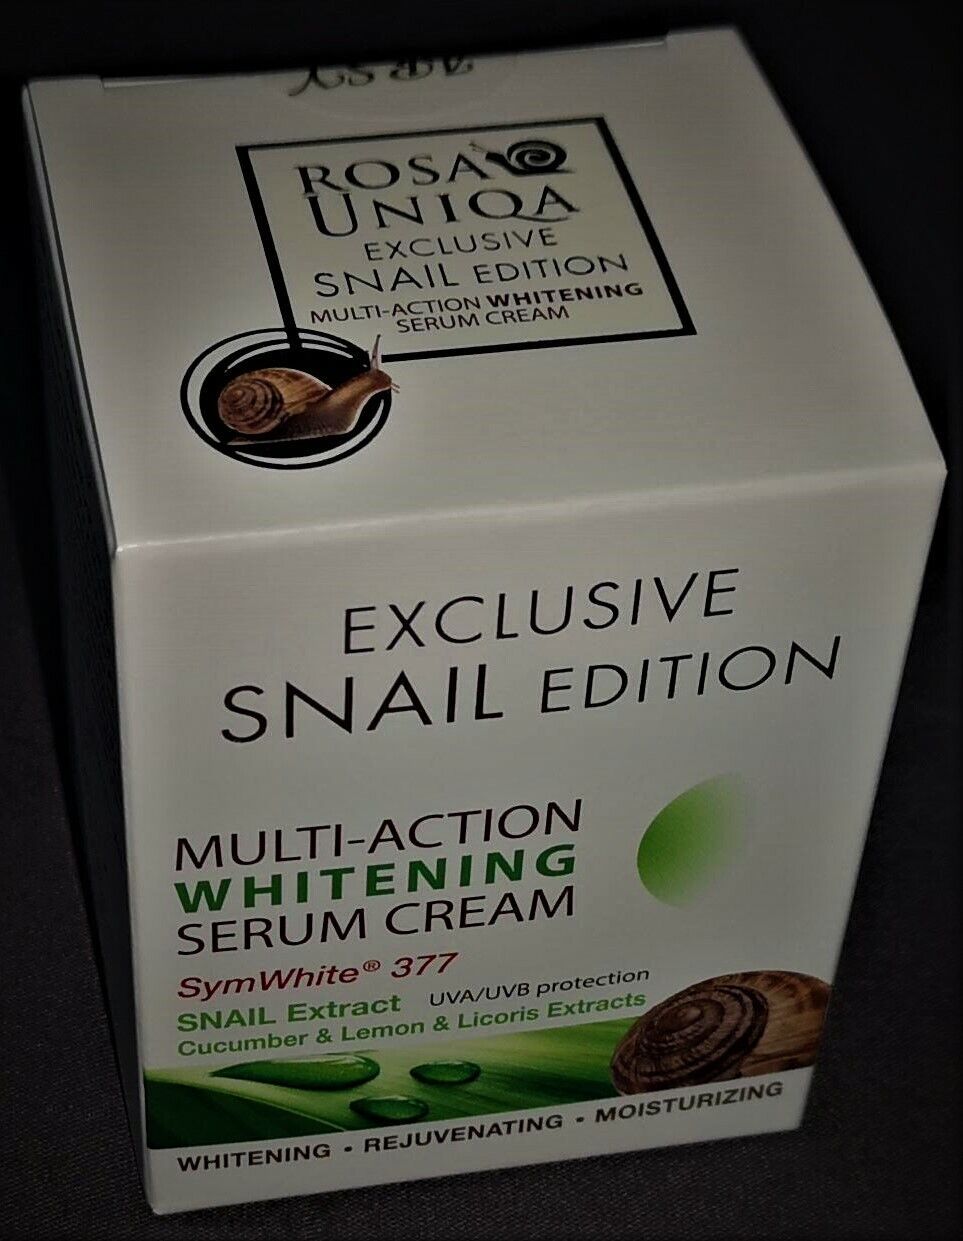 ROSA
UNIQA
EXCLUSIVE
SNAIL EDITION
MULTI-ACTION WHITENING
SERUM CREAM
EXCLUSIVE
SNAIL EDITION
MULTI-ACTION
WHITENING
SERUM CREAM
SymWhite® 377
SNAIL Extract UVA/UVB protection
Cucumber & Lemon & Licoris Extracts
WHITENING • REJUVENATING • MOISTURIZING